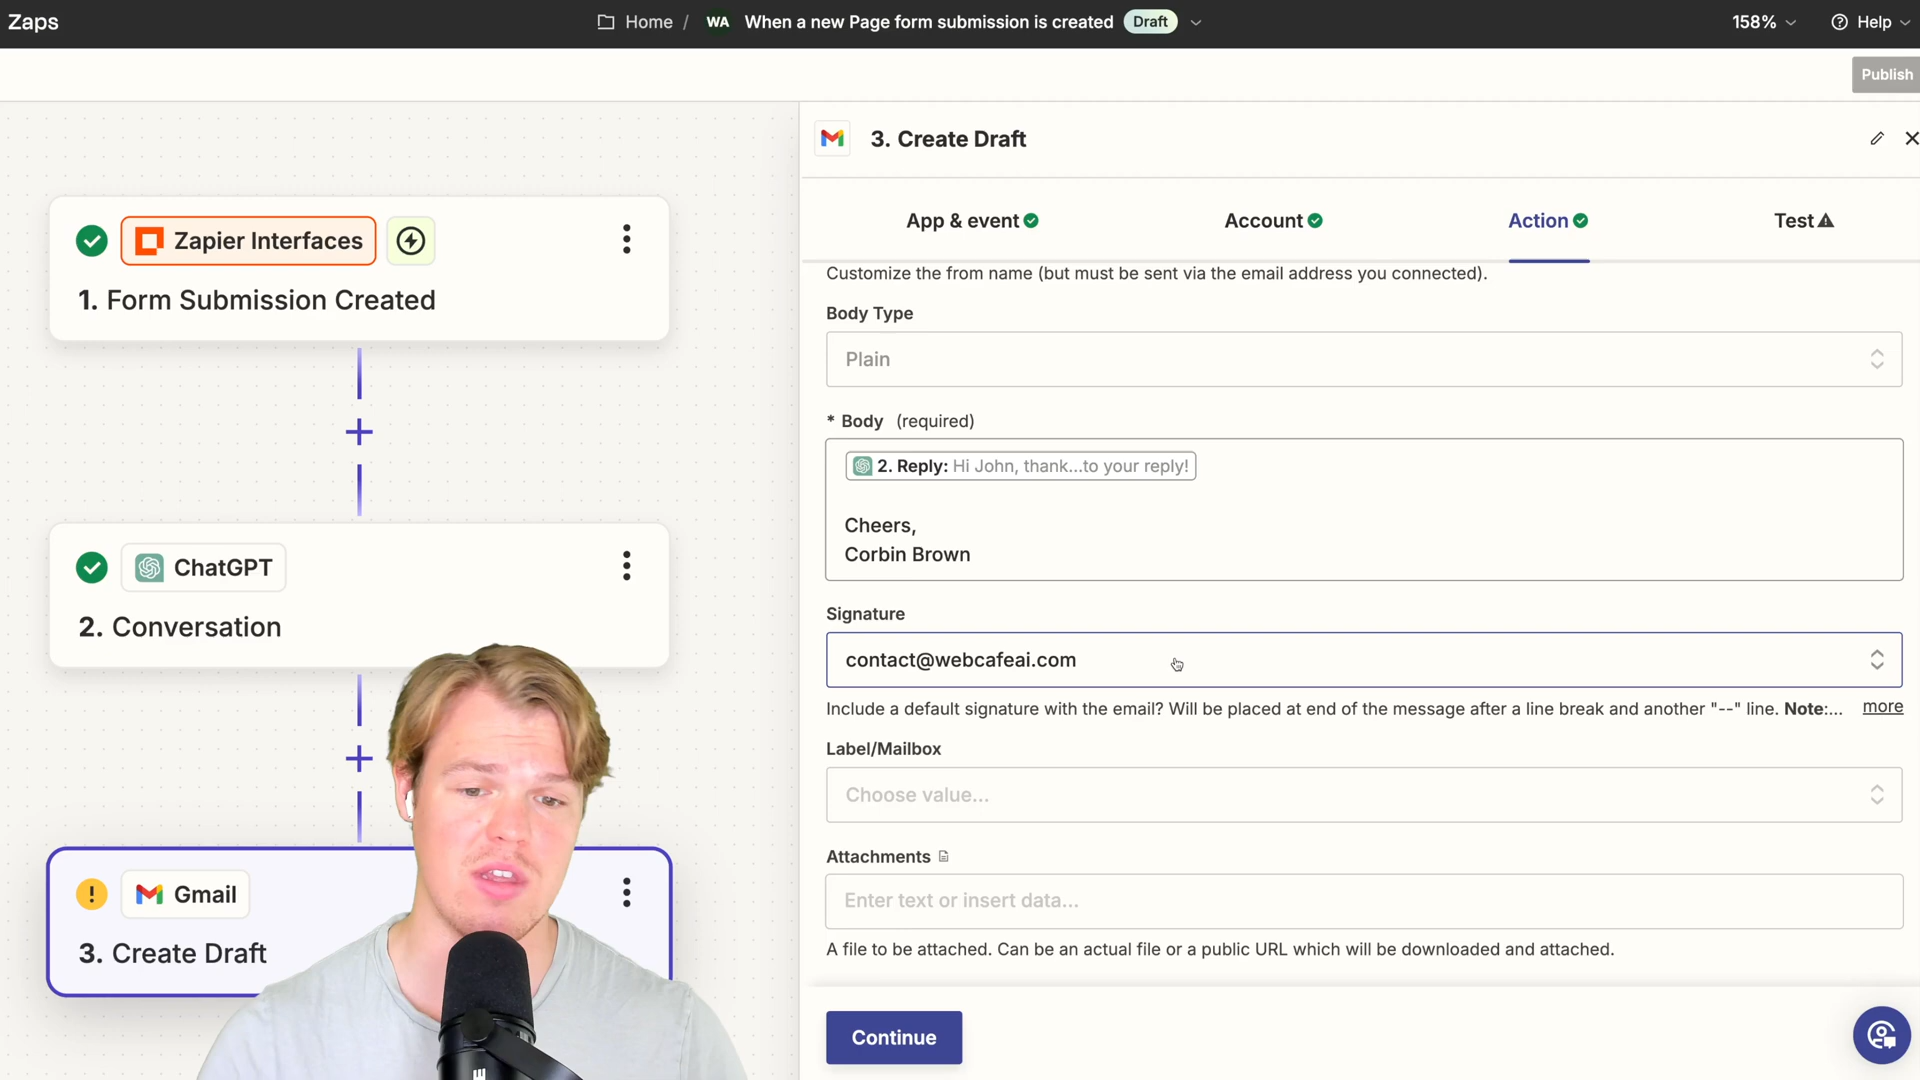 Zaps
Home / WA When a new Page form submission is created Draft
158%
Help
Publish
Zapier Interfaces
1. Form Submission Created
ChatGPT
2. Conversation
! Gmail
3. Create Draft
3. Create Draft
App & event
Account
Action
Test
Customize the from name (but must be sent via the email address you connected).
Body Type
Plain
* Body (required)
2. Reply: Hi John, thank...to your reply!
Cheers,
Corbin Brown
Signature
contact@webcafeai.com
Include a default signature with the email? Will be placed at end of the message after a line break and another "--" line. Note:... more
Label/Mailbox
Choose value...
Attachments
Enter text or insert data...
A file to be attached. Can be an actual file or a public URL which will be downloaded and attached.
Continue